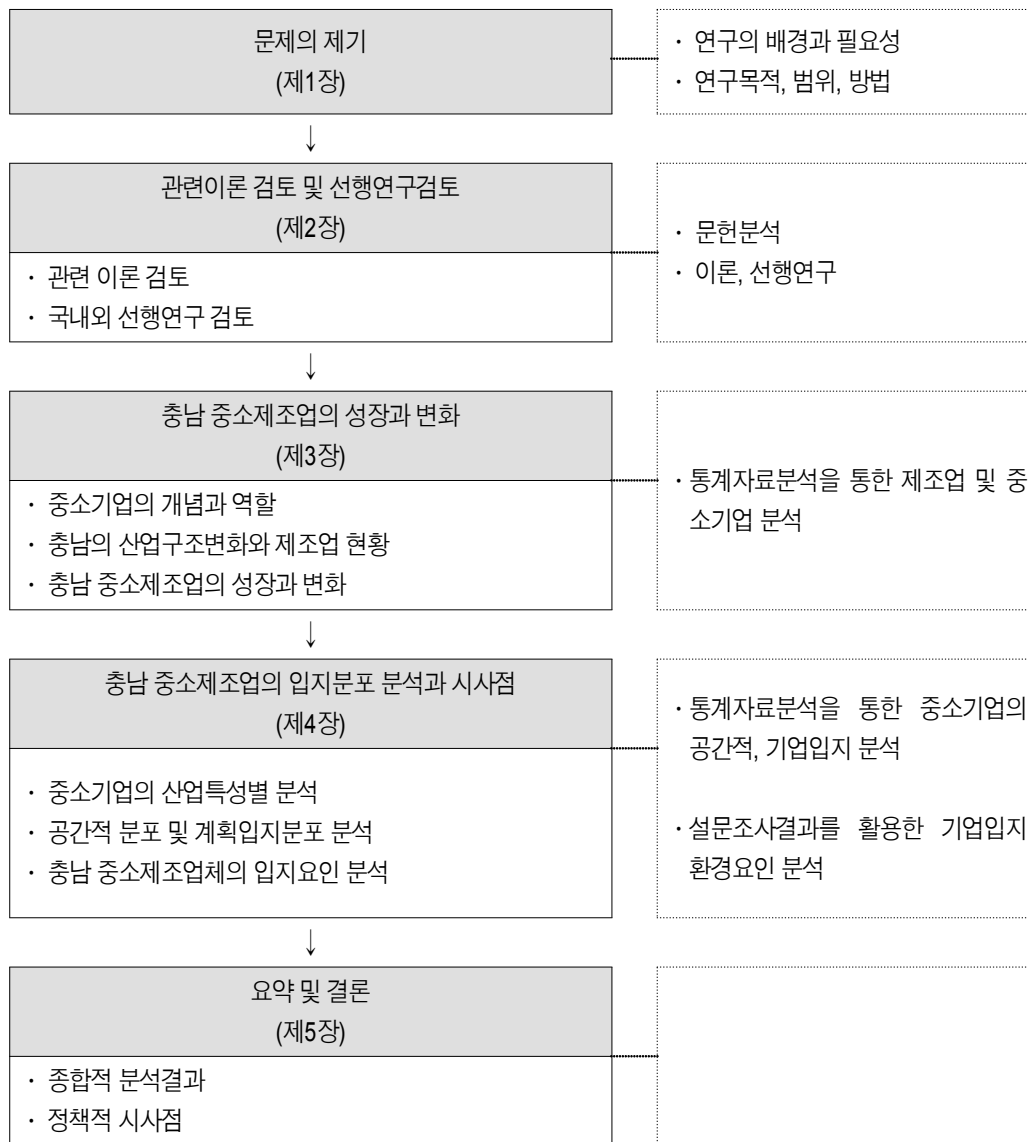 문제의 제기
(제1장)
· 연구의 배경과 필요성
· 연구목적, 범위, 방법
↓
관련이론 검토 및 선행연구검토
(제2장)
· 관련 이론 검토
· 국내외 선행연구 검토
· 문헌분석
· 이론, 선행연구
↓
충남 중소제조업의 성장과 변화
(제3장)
· 중소기업의 개념과 역할
· 충남의 산업구조변화와 제조업 현황
· 충남 중소제조업의 성장과 변화
· 통계자료분석을 통한 제조업 및 중
소기업 분석
↓
충남 중소제조업의 입지분포 분석과 시사점
(제4장)
· 중소기업의 산업특성별 분석
· 공간적 분포 및 계획입지분포 분석
· 충남 중소제조업체의 입지요인 분석
· 통계자료분석을 통한 중소기업의
공간적, 기업입지 분석
· 설문조사결과를 활용한 기업입지
환경요인 분석
↓
요약 및 결론
(제5장)
· 종합적 분석결과
· 정책적 시사점